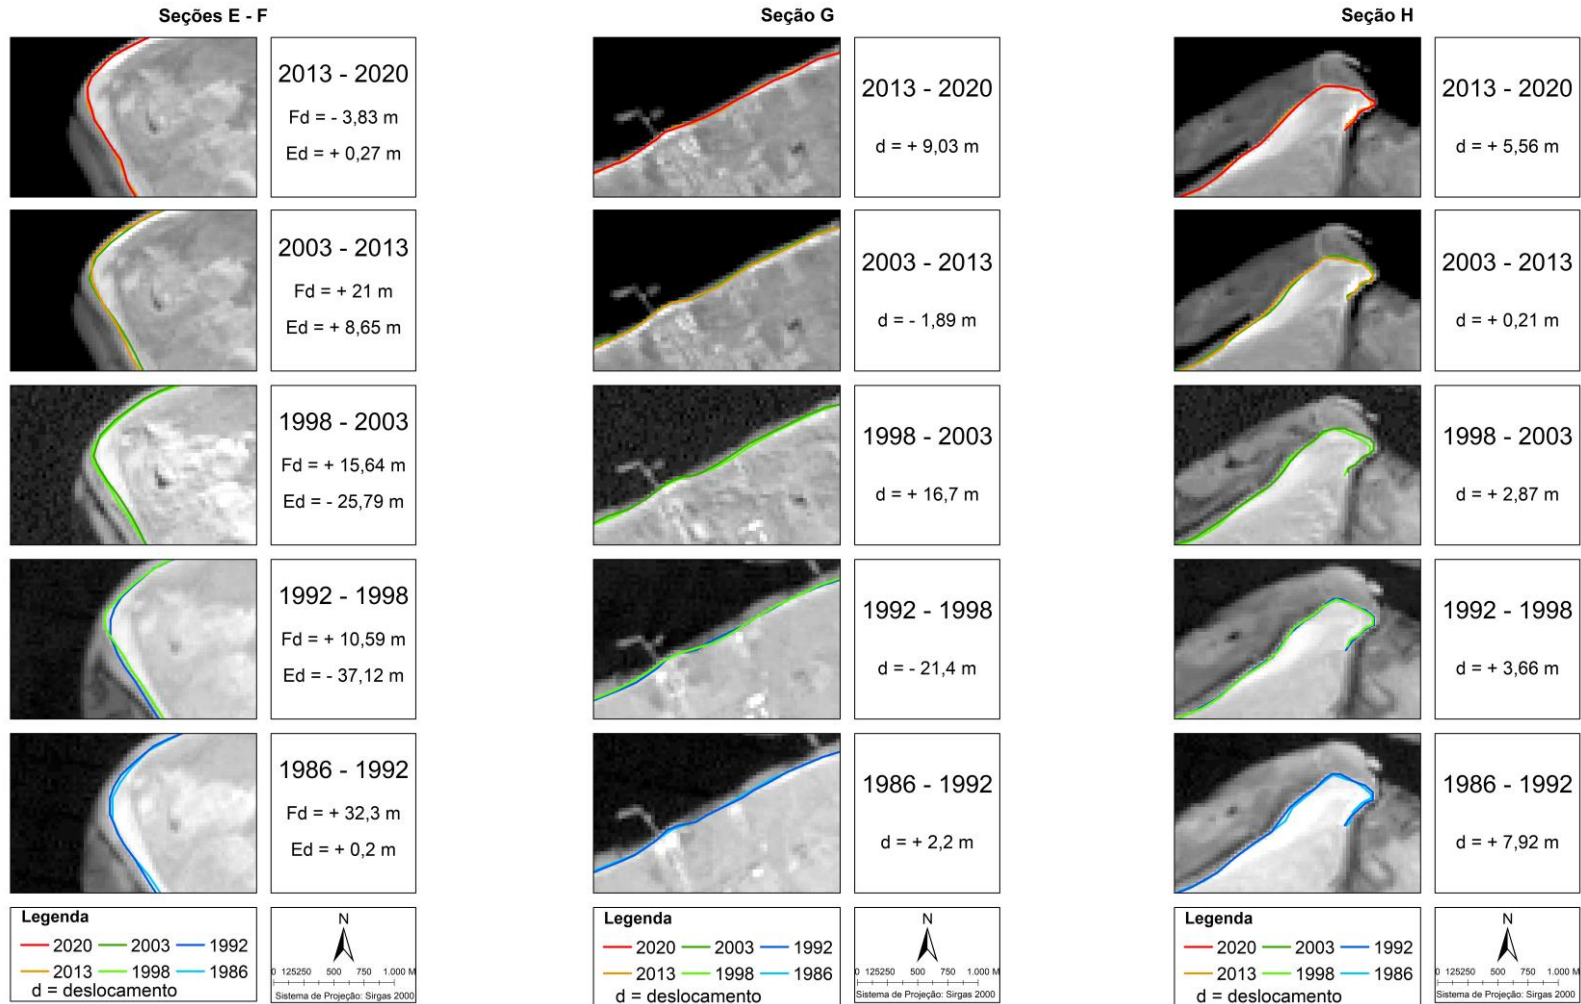 Seções E - F
2013 - 2020
Fd = - 3,83 m
Ed = + 0,27 m
2003 - 2013
Fd = + 21 m
Ed = + 8,65 m
1998 - 2003
Fd = + 15,64 m
Ed = - 25,79 m
1992 - 1998
Fd = + 10,59 m
Ed = - 37,12 m
1986 - 1992
Fd = + 32,3 m
Ed = + 0,2 m
Legenda
2020 2003 1992
2013 1998 1986
d = deslocamento
N
0 125250 500 750 1.000 M
Sistema de Projeção: Sirgas 2000
Seção G
2013 - 2020
d = + 9,03 m
2003 - 2013
d = - 1,89 m
1998 - 2003
d = + 16,7 m
1992 - 1998
d = - 21,4 m
1986 - 1992
d = + 2,2 m
Legenda
2020 2003 1992
2013 1998 1986
d = deslocamento
N
0 125250 500 750 1.000 M
Sistema de Projeção: Sirgas 2000
Seção H
2013 - 2020
d = + 5,56 m
2003 - 2013
d = + 0,21 m
1998 - 2003
d = + 2,87 m
1992 - 1998
d = + 3,66 m
1986 - 1992
d = + 7,92 m
Legenda
2020 2003 1992
2013 1998 1986
d = deslocamento
N
0 125250 500 750 1.000 M
Sistema de Projeção: Sirgas 2000